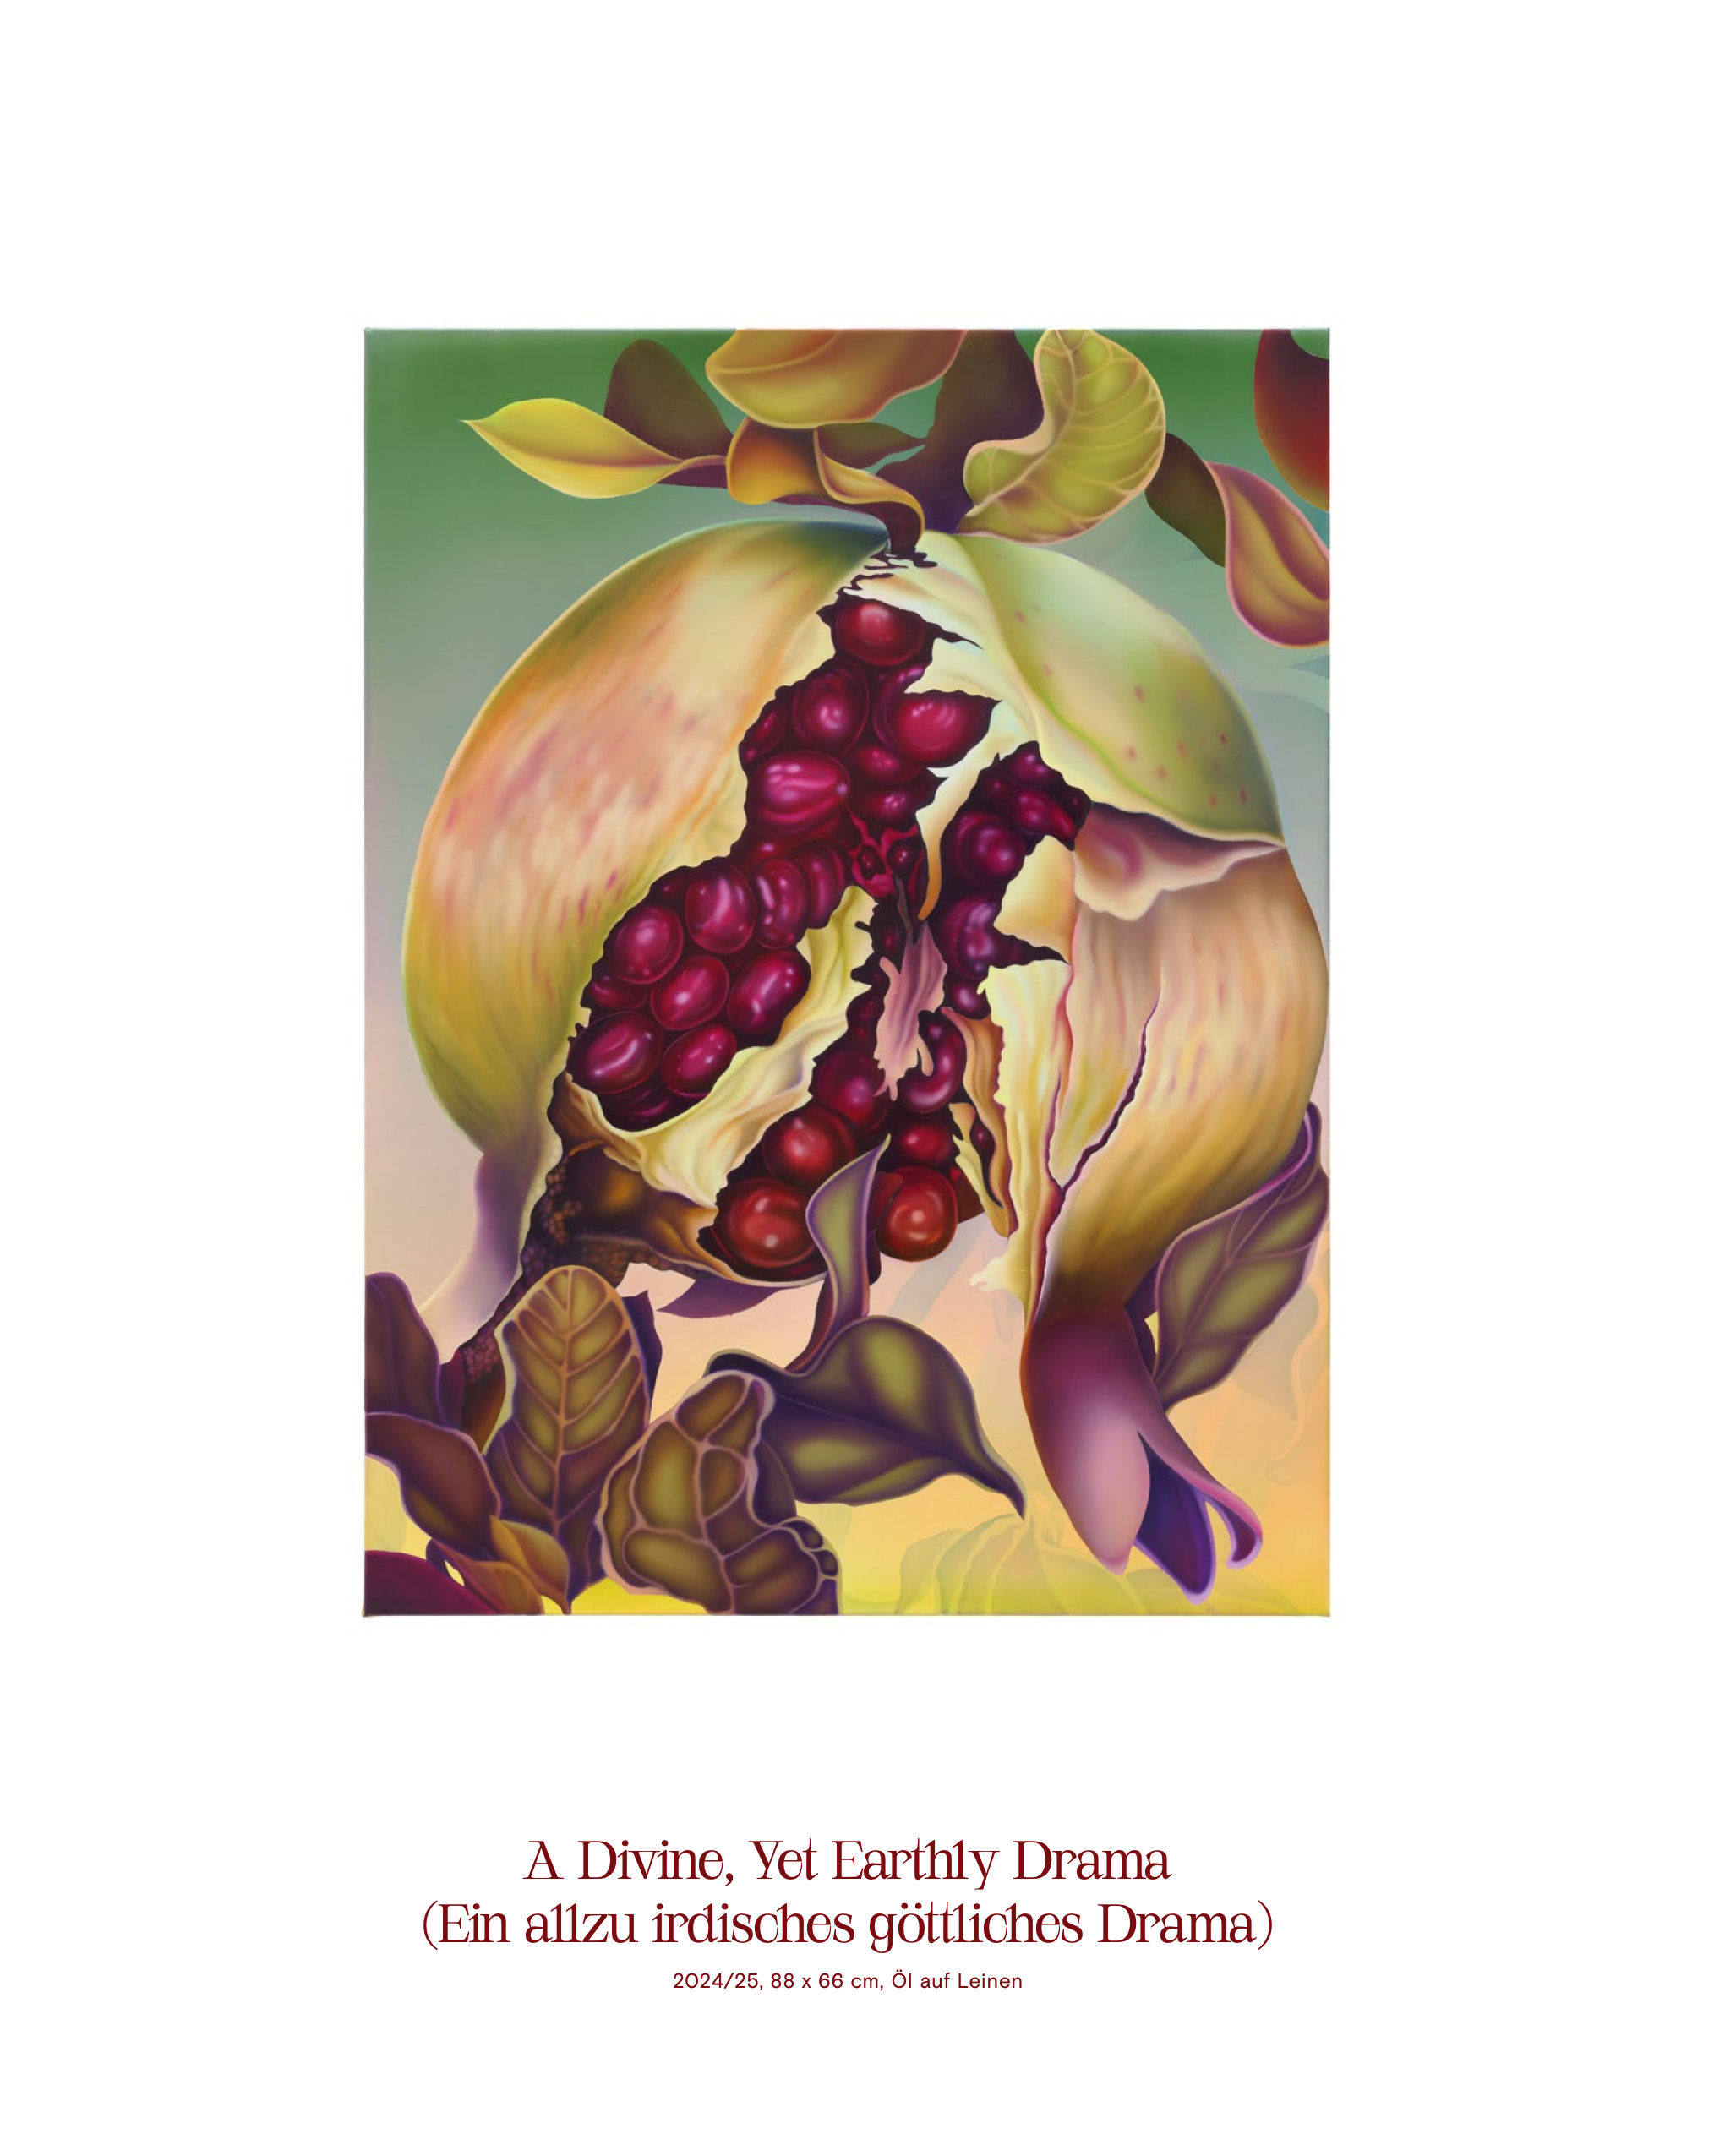 A Divine, Yet Earthly Drama
(Ein allzu irdisches göttliches Drama)
2024/25, 88 x 66 cm, Öl auf Leinen